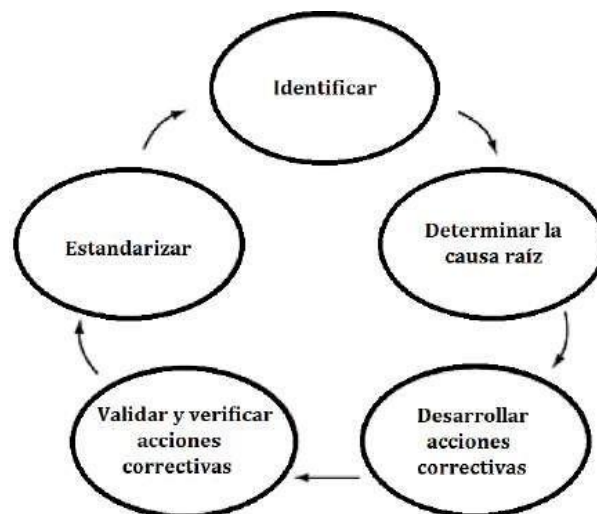 Identificar
Determinar la
causa raíz
Desarrollar
acciones
correctivas
Validar y verificar
acciones
correctivas
Estandarizar